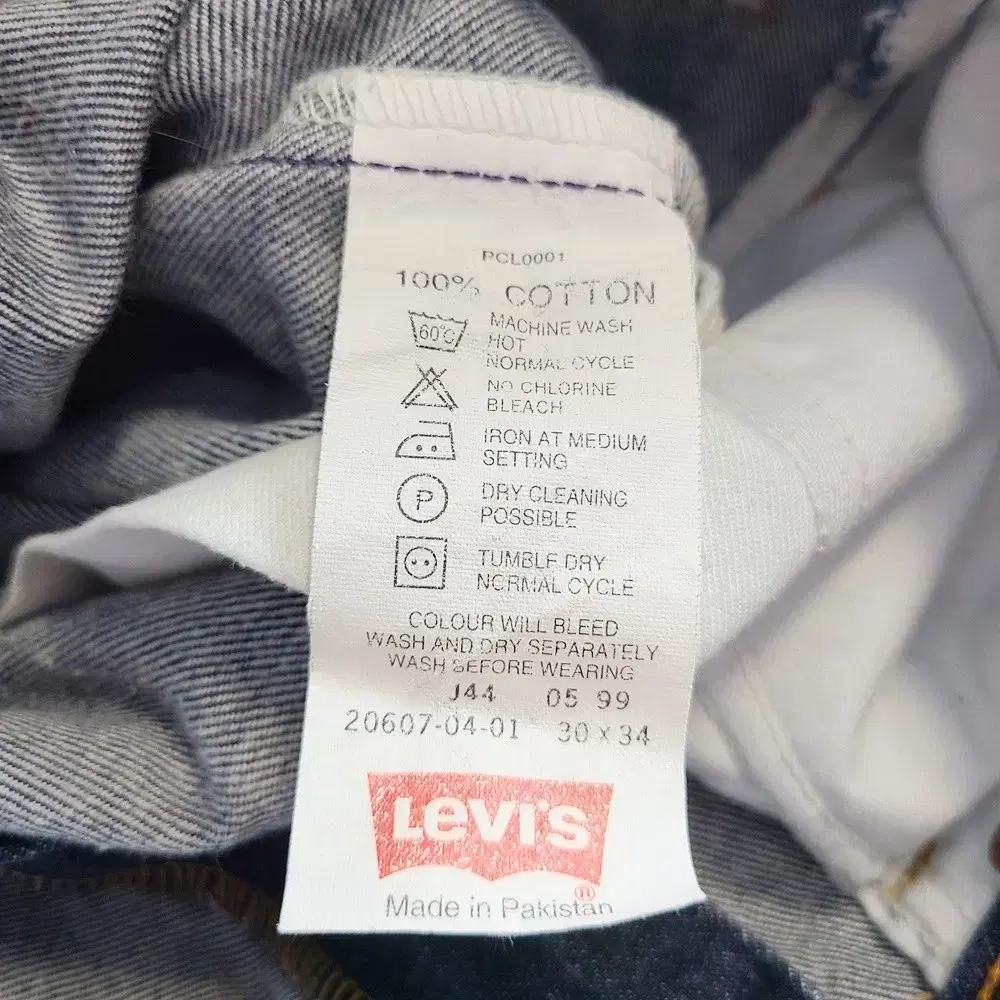 PCL0001
100% COTTON
60°C
MACHINE WASH
HOT
NORMAL CYCLE
NO CHLORINE
BLEACH
IRON AT MEDIUM
SETTING
P
DRY CLEANING
POSSIBLE
TUMBLE DRY
NORMAL CYCLE
COLOUR WILL BLEED
WASH AND DRY SEPARATELY
WASH BEFORE WEARING
J44 05 99
20607-04-01 30 x 34
LEVI'S
®
Made in Pakistan